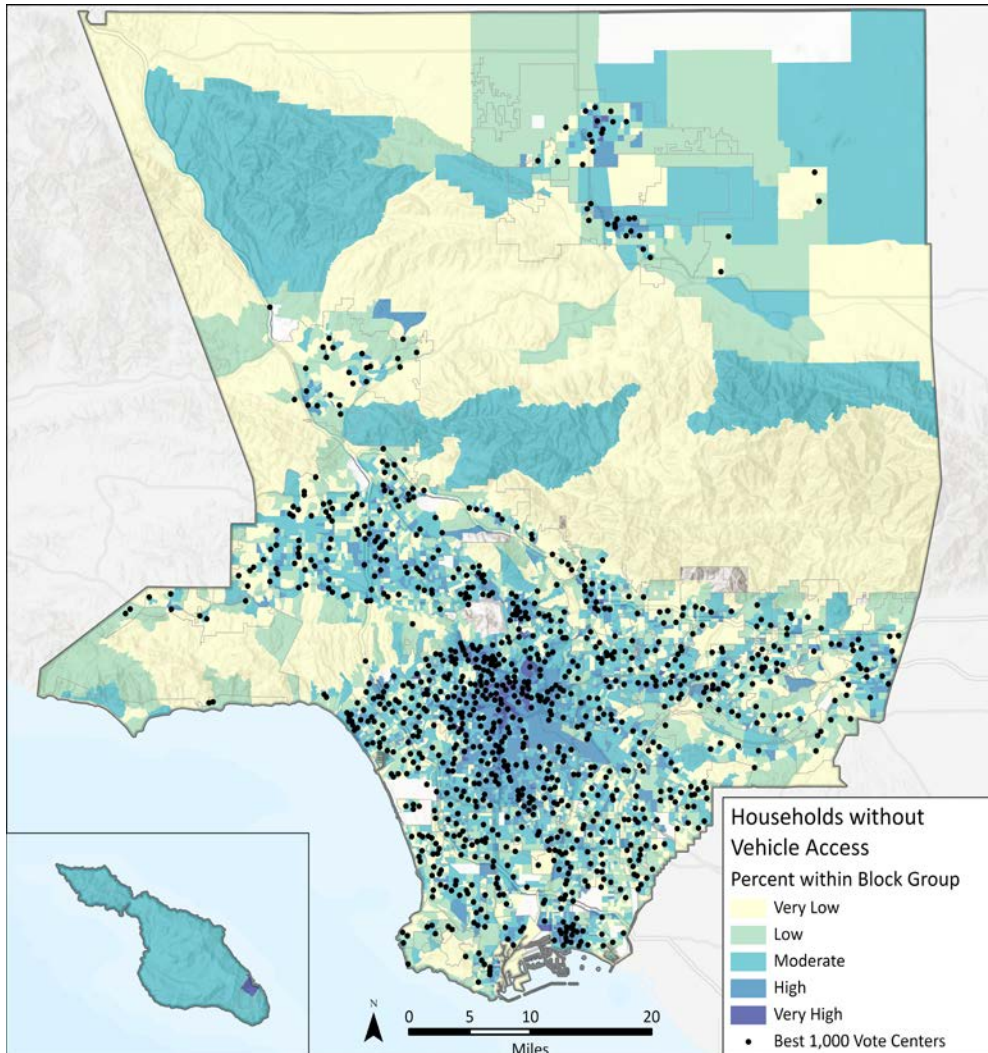 Households without
Vehicle Access
Percent within Block Group
Very Low
Low
Moderate
High
Very High
Best 1,000 Vote Centers
N
0 5 10 20
Miles